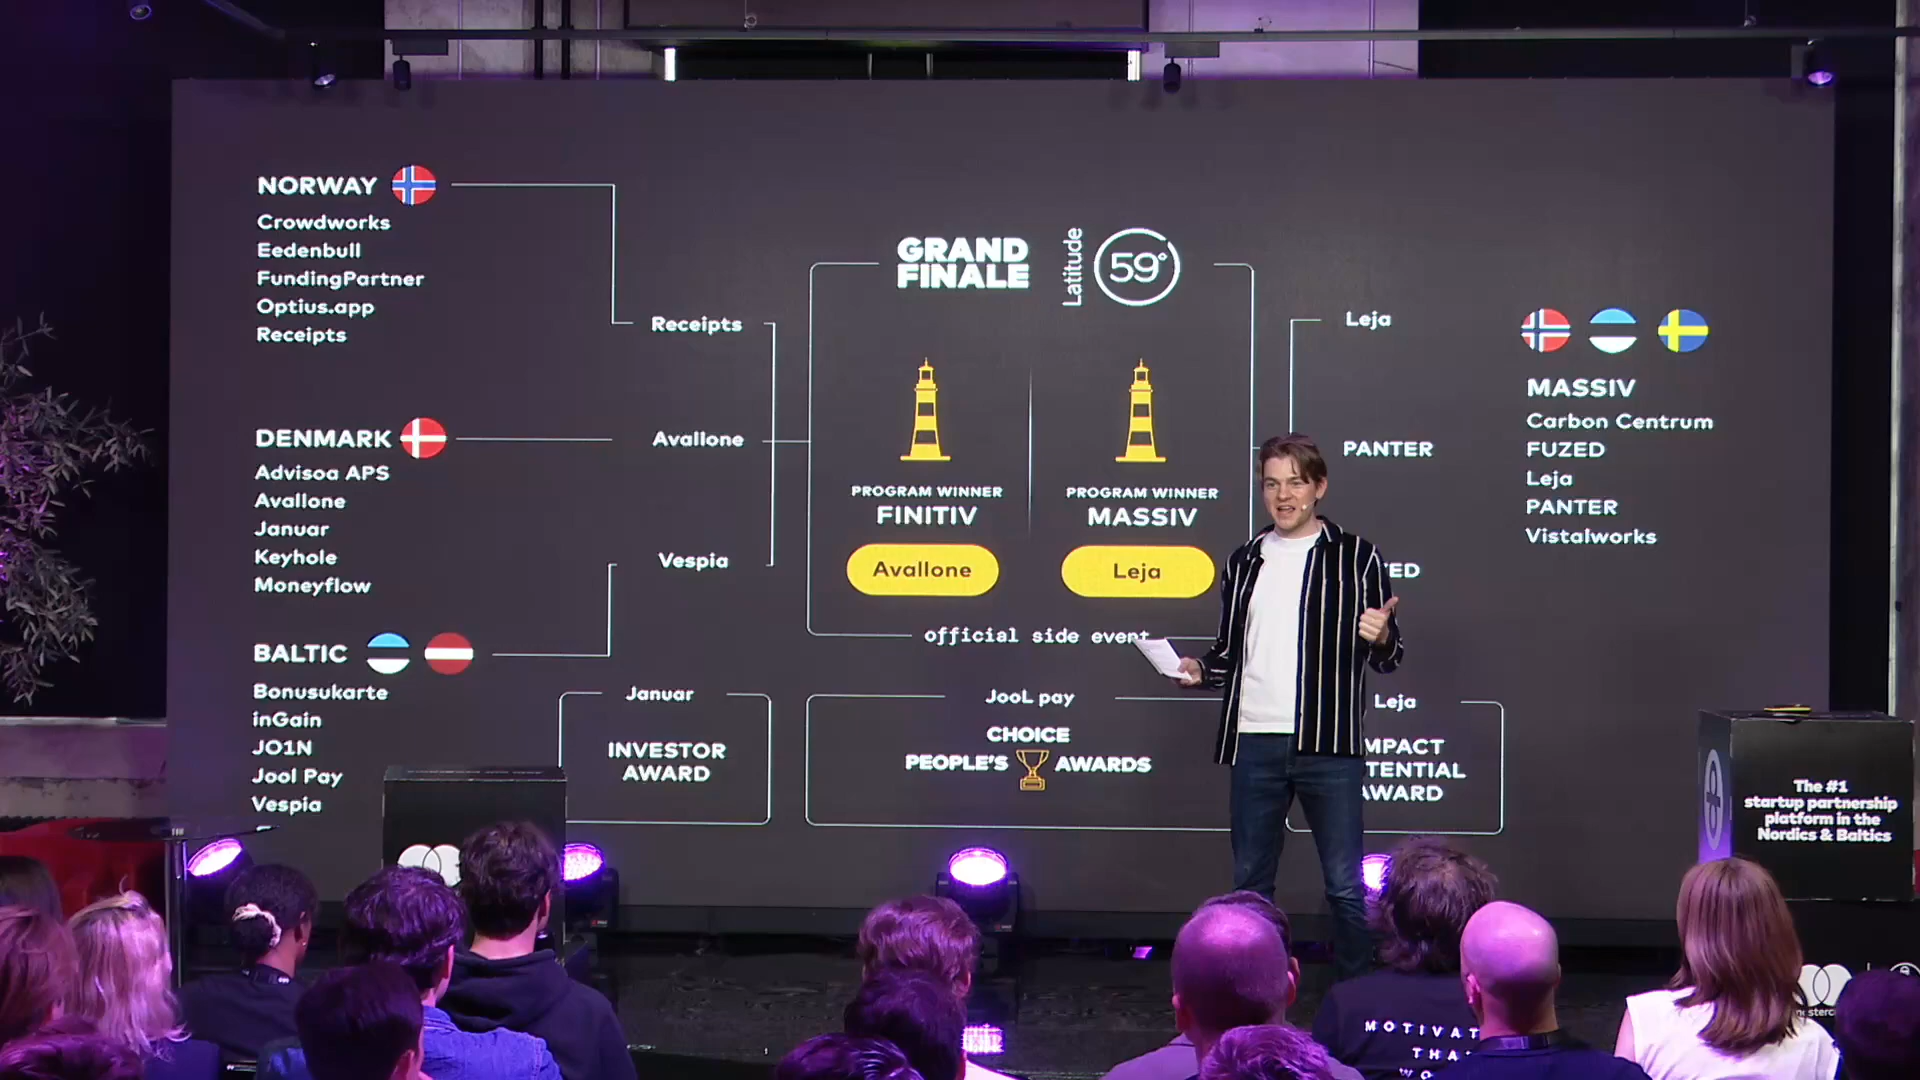 NORWAY
Crowdworks
Eedenbull
FundingPartner
Optius.app
Receipts
DENMARK
Advisoa APS
Avallone
Januar
Keyhole
Moneyflow
BALTIC
Bonusukarte
inGain
JO1N
Jool Pay
Vespia
Receipts
Avallone
Vespia
GRAND
FINALE
Latitude
59°
PROGRAM WINNER
FINITIV
Avallone
PROGRAM WINNER
MASSIV
Leja
official side event
Leja
PANTER
MASSIV
Carbon Centrum
FUZED
Leja
PANTER
Vistalworks
Januar
INVESTOR
AWARD
JooL pay
CHOICE
PEOPLE'S AWARDS
Leja
AWARD
The #1
startup partnership
platform in the
Nordics & Baltics